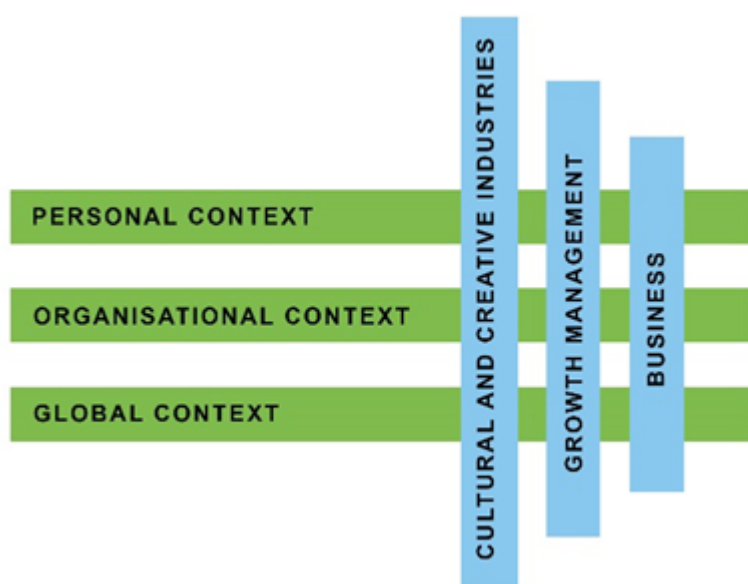 PERSONAL CONTEXT
ORGANISATIONAL CONTEXT
GLOBAL CONTEXT
CULTURAL AND CREATIVE INDUSTRIES
GROWTH MANAGEMENT
BUSINESS